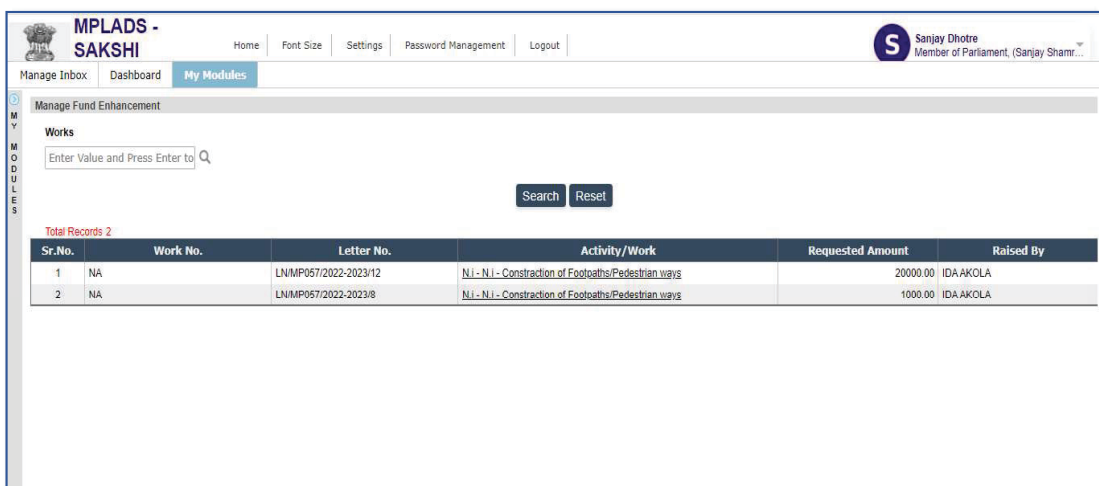 MPLADS -
SAKSHI
Home Font Size Settings Password Management Logout
S
Sanjay Dhotre
Member of Parliament, (Sanjay Shamr...
Manage Inbox Dashboard My Modules
MY MODULES
Manage Fund Enhancement
Works
Enter Value and Press Enter to
Search Reset
Total Records 2
Sr.No. Work No. Letter No. Activity/Work Requested Amount Raised By
1 NA LN/MP057/2022-2023/12 N.i - N.i - Constraction of Footpaths/Pedestrian ways 20000.00 IDA AKOLA
2 NA LN/MP057/2022-2023/8 N.i - N.i - Constraction of Footpaths/Pedestrian ways 1000.00 IDA AKOLA